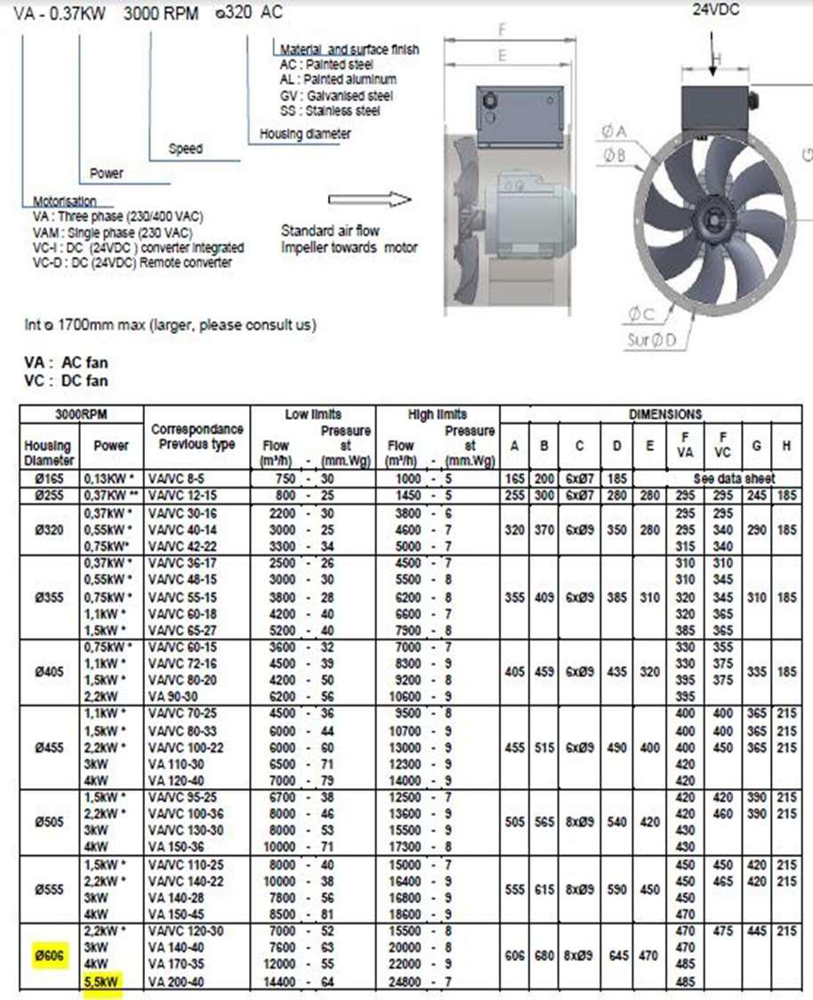 VA - 0.37KW 3000 RPM ⌀320 AC
24VDC
Material and surface finish
AC : Painted steel
AL : Painted aluminum
GV : Galvanised steel
SS : Stainless steel
Housing diameter
Speed
Power
Motorisation
VA : Three phase (230/400 VAC)
VAM : Single phase (230 VAC)
VC-I : DC (24VDC ) converter integrated
VC-D : DC (24VDC) Remote converter
Standard air flow
Impeller towards motor
F
E
H
ØA
ØB
G
ØC
Sur ØD
Int ⌀ 1700mm max (larger, please consult us)
VA : AC fan
VC : DC fan
3000RPM Correspondance Previous type Low limits High limits DIMENSIONS
Housing Diameter Power Flow (m³/h) - Pressure st (mm.Wg) Flow (m³/h) - Pressure st (mm.Wg) A B C D E F VA F VC G H
Ø165 0,13KW * VA/VC 8-5 750 - 30 1000 - 5 165 200 6xØ7 185 See data sheet
Ø255 0,37KW ** VA/VC 12-15 800 - 25 1450 - 5 255 300 6xØ7 280 280 295 295 245 185
0,37kW * VA/VC 30-16 2200 - 30 3800 - 6 295 295
Ø320 0,55kW * VA/VC 40-14 3000 - 25 4600 - 7 320 370 6xØ9 350 280 295 340 290 185
0,75kW* VA/VC 42-22 3300 - 34 5000 - 7 315 340
0,37kW * VA/VC 36-17 2500 - 26 4500 - 7 310 310
0,55kW * VA/VC 48-15 3000 - 30 5500 - 8 310 345
Ø355 0,75kW * VA/VC 55-15 3800 - 28 6200 - 8 355 409 6xØ9 385 310 320 345 310 185
1,1kW * VA/VC 60-18 4200 - 40 6600 - 7 320 365
1,5kW * VA/VC 65-27 5200 - 40 7900 - 8 385 365
0,75kW * VA/VC 60-15 3600 - 32 7000 - 7 330 355
Ø405 1,1kW * VA/VC 72-16 4500 - 39 8300 - 9 405 459 6xØ9 435 320 330 375 335 185
1,5kW * VA/VC 80-20 4200 - 50 9200 - 8 395 375
2,2kW VA 90-30 6200 - 56 10600 - 9 395
1,1kW * VA/VC 70-25 4500 - 36 9500 - 8 400 400 365 215
1,5kW * VA/VC 80-33 6000 - 44 10700 - 9 400 400 365 215
Ø455 2,2kW * VA/VC 100-22 6000 - 60 13000 - 9 455 515 6xØ9 490 400 400 450 365 215
3kW VA 110-30 6500 - 71 12300 - 9 420
4kW VA 120-40 7000 - 79 14000 - 9 420
1,5kW * VA/VC 95-25 6700 - 38 12500 - 7 420 420 390 215
2,2kW * VA/VC 100-36 8000 - 46 13600 - 9 420 460 390 215
Ø505 3kW VA/VC 130-30 8000 - 53 15500 - 9 505 565 8xØ9 540 420 430
4kW VA 150-36 10000 - 71 17300 - 8 430
1,5kW * VA/VC 110-25 8000 - 40 15000 - 7 450 450 420 215
2,2kW * VA/VC 140-22 10000 - 38 16400 - 9 450 465 420 215
Ø555 3kW VA 140-28 7800 - 56 16800 - 9 555 615 8xØ9 590 450 450
4kW VA 150-45 8500 - 81 18600 - 9 470
2,2kW * VA/VC 120-30 7000 - 52 15500 - 8 470 475 445 215
3kW VA 140-40 7600 - 63 20000 - 8 470
Ø606 4kW VA 170-35 12000 - 55 22000 - 9 606 680 8xØ9 645 470 485
5,5kW VA 200-40 14400 - 64 24800 - 7 485